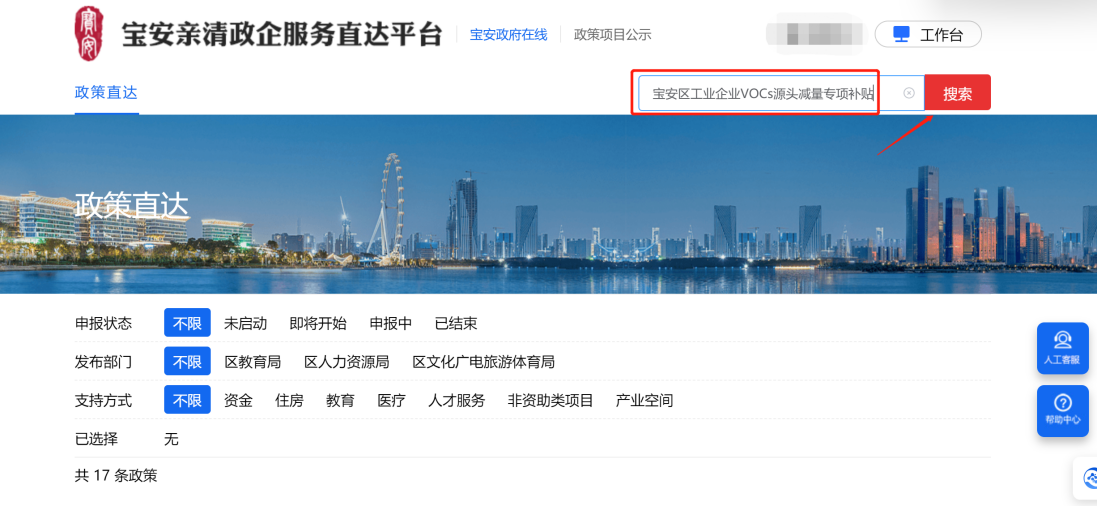 寶安
宝安亲清政企服务直达平台
宝安政府在线
政策项目公示
工作台
政策直达
宝安区工业企业VOCs源头减量专项补贴
搜索
政策直达
申报状态 不限 未启动 即将开始 申报中 已结束
发布部门 不限 区教育局 区人力资源局 区文化广电旅游体育局
支持方式 不限 资金 住房 教育 医疗 人才服务 非资助类项目 产业空间
已选择 无
共 17 条政策
人工客服
帮助中心